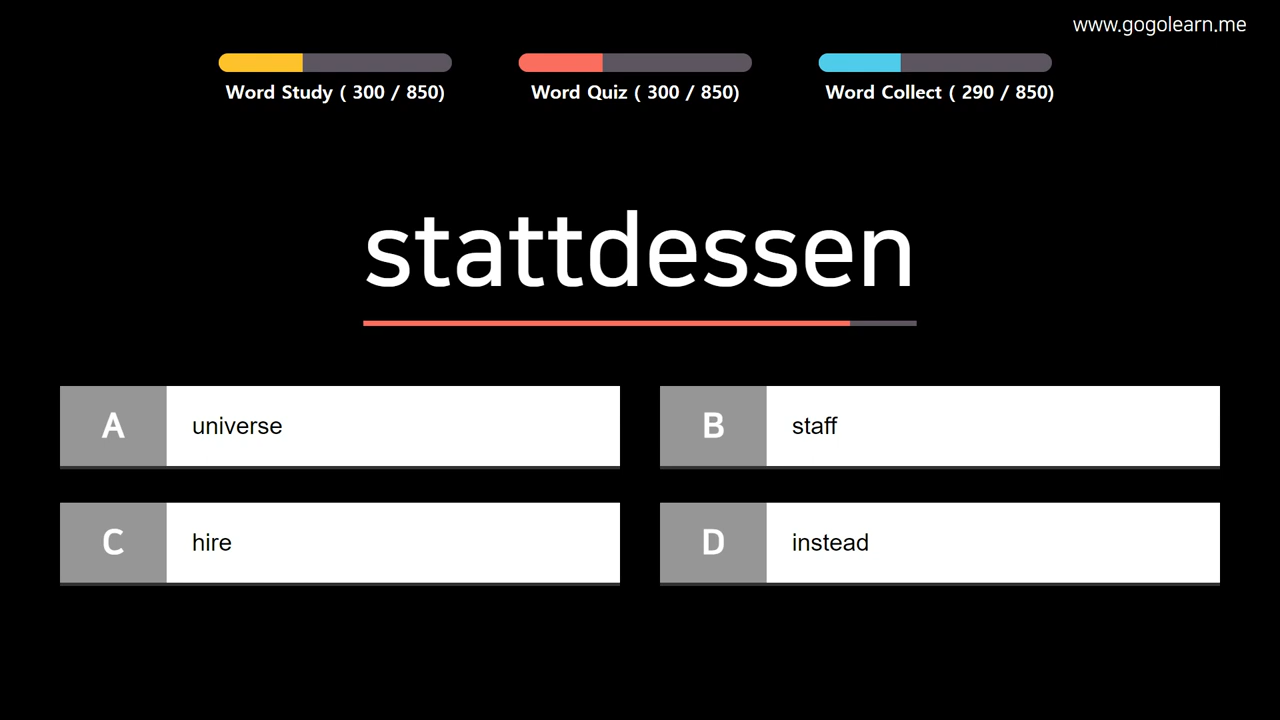 www.gogolearn.me
Word Study ( 300 / 850)
Word Quiz ( 300 / 850)
Word Collect ( 290 / 850)
stattdessen
A universe
B staff
C hire
D instead